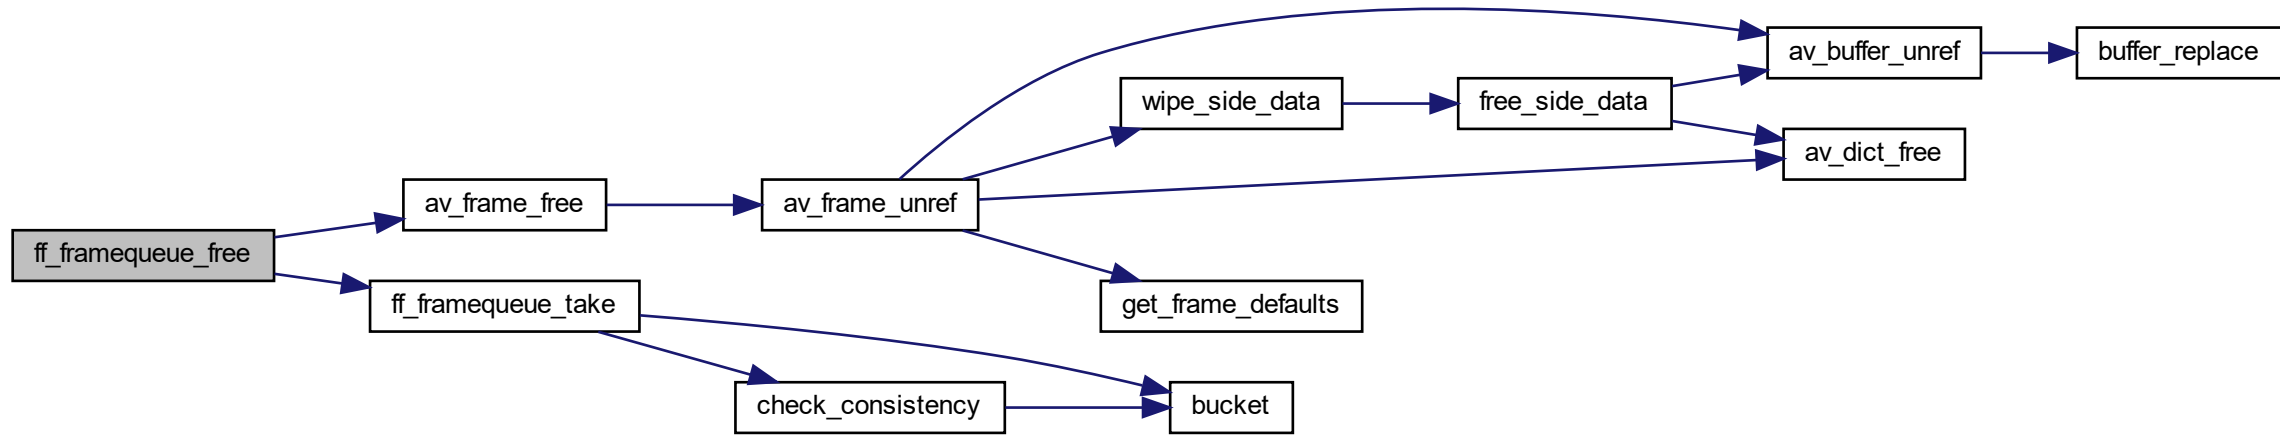 ff_framequeue_free
av_frame_free
ff_framequeue_take
av_frame_unref
check_consistency
wipe_side_data
get_frame_defaults
bucket
free_side_data
av_buffer_unref
av_dict_free
buffer_replace